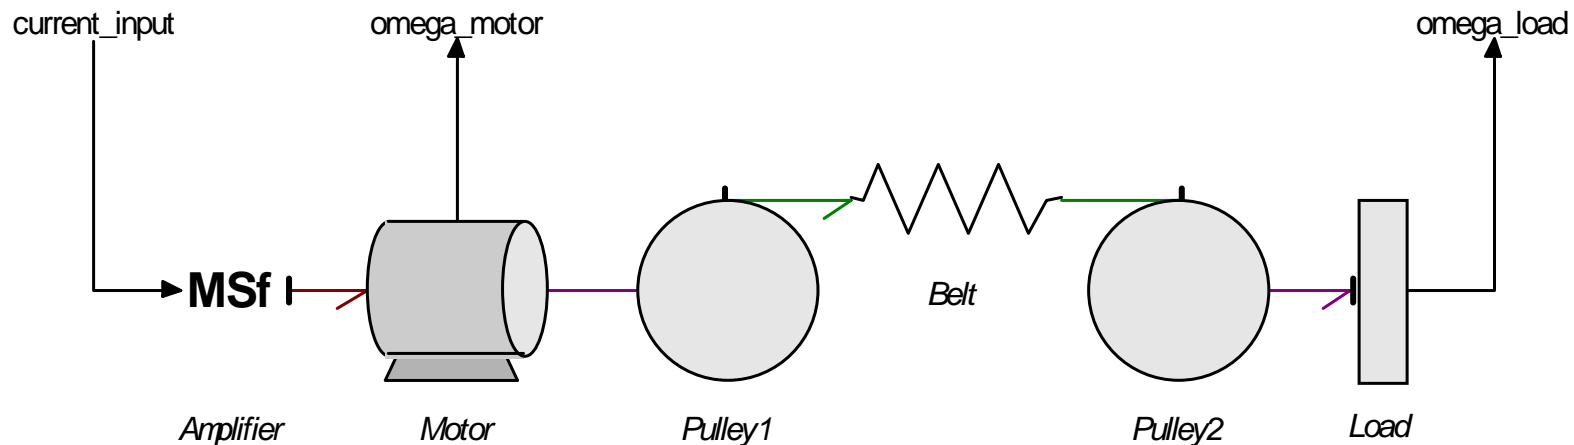 current_input
omega_motor
omega_load
MSf
Belt
Amplifier
Motor
Pulley1
Pulley2
Load